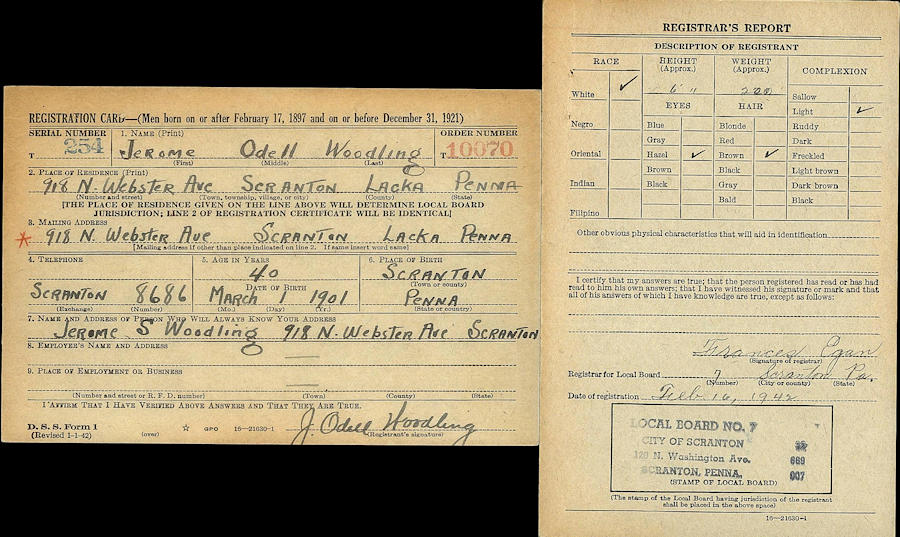 REGISTRATION CARD—(Men born on or after February 17, 1897 and on or before December 31, 1921)
SERIAL NUMBER
1. NAME (Print)
ORDER NUMBER
T 254
Jerome Odell Woodling
T 10070
(First) (Middle) (Last)
2. PLACE OF RESIDENCE (Print)
918 N. Webster Ave Scranton Lacka Penna
(Number and street) (Town, township, village, or city) (County) (State)
[THE PLACE OF RESIDENCE GIVEN ON THE LINE ABOVE WILL DETERMINE LOCAL BOARD
JURISDICTION; LINE 2 OF REGISTRATION CERTIFICATE WILL BE IDENTICAL]
3. MAILING ADDRESS
* 918 N. Webster Ave Scranton Lacka Penna
[Mailing address if other than place indicated on line 2. If same insert word same]
4. TELEPHONE
5. AGE IN YEARS
6. PLACE OF BIRTH
40
Scranton
(Town or county)
DATE OF BIRTH
Scranton 8686
March 1 1901
Penna
(Exchange) (Number) (Mo.) (Day) (Yr.) (State or country)
7. NAME AND ADDRESS OF PERSON WHO WILL ALWAYS KNOW YOUR ADDRESS
Jerome S Woodling 918 N. Webster Ave Scranton
8. EMPLOYER'S NAME AND ADDRESS
9. PLACE OF EMPLOYMENT OR BUSINESS
(Number and street or R. F. D. number) (Town) (County) (State)
I AFFIRM THAT I HAVE VERIFIED ABOVE ANSWERS AND THAT THEY ARE TRUE.
J. Odell Woodling
D. S. S. Form 1
(Revised 1-1-42) (over) ☆ GPO 16—21630-1 (Registrant's signature)
REGISTRAR'S REPORT
DESCRIPTION OF REGISTRANT
RACE
HEIGHT (Approx.)
WEIGHT (Approx.)
COMPLEXION
White ✓
6' "
200
Sallow
EYES
HAIR
Light ✓
Negro
Blue
Blonde
Ruddy
Gray
Red
Dark
Oriental
Hazel ✓
Brown ✓
Freckled
Brown
Black
Light brown
Indian
Black
Gray
Dark brown
Bald
Black
Filipino
Other obvious physical characteristics that will aid in identification
I certify that my answers are true; that the person registered has read or has had
read to him his own answers; that I have witnessed his signature or mark and that
all of his answers of which I have knowledge are true, except as follows:
Frances Egan
(Signature of registrar)
Registrar for Local Board 7 Scranton Pa.
(Number) (City or county) (State)
Date of registration Feb. 16, 1942
LOCAL BOARD NO. 7
CITY OF SCRANTON
120 N. Washington Ave. 069
SCRANTON, PENNA. 007
(STAMP OF LOCAL BOARD)
(The stamp of the Local Board having jurisdiction of the registrant
shall be placed in the above space)
16—21630-1